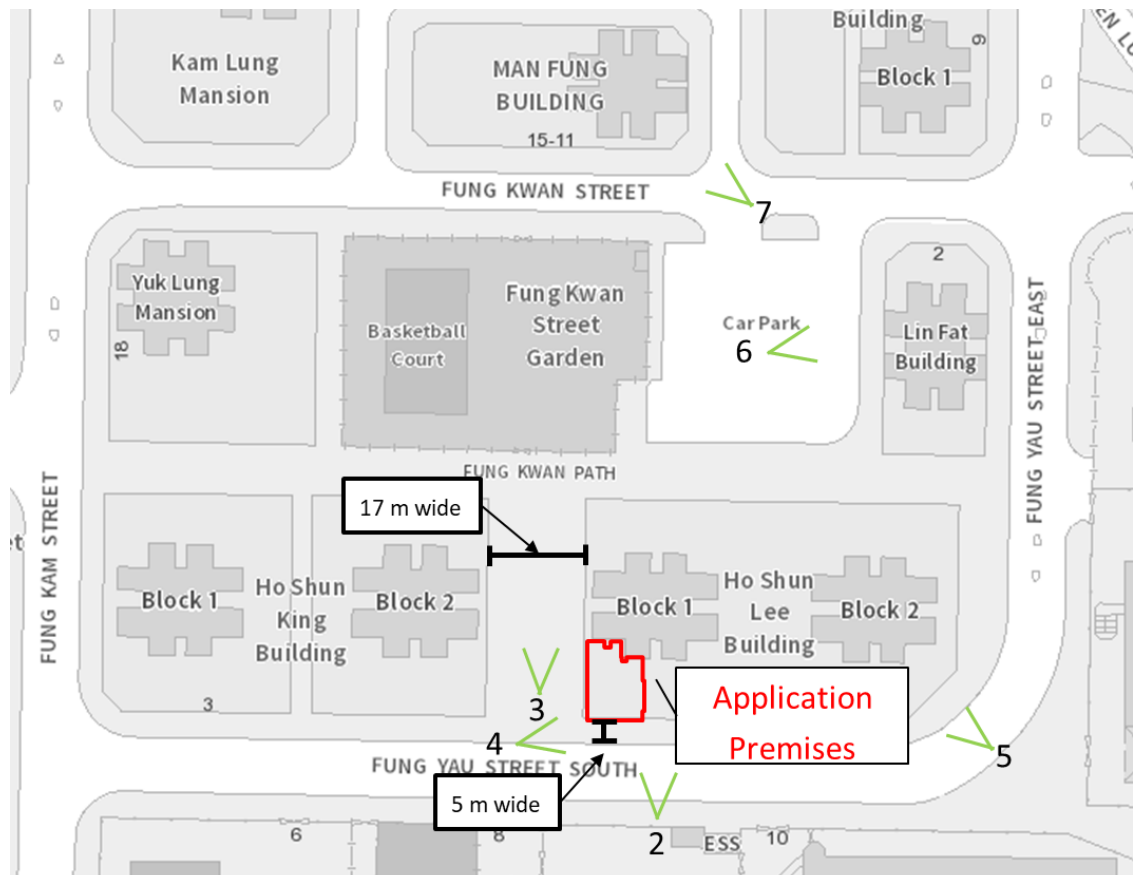 Building
Kam Lung
Mansion
MAN FUNG
BUILDING
15-11
Block 1
9
FUNG KWAN STREET
7
Yuk Lung
Mansion
18
Basketball
Court
Fung Kwan
Street
Garden
Car Park
6
2
Lin Fat
Building
FUNG YAU STREET EAST
FUNG KAM STREET
FUNG KWAN PATH
17 m wide
Block 1
Ho Shun
King
Building
Block 2
3
Block 1
Ho Shun
Lee
Building
Block 2
3
4
Application
Premises
5
FUNG YAU STREET SOUTH
5 m wide
6
8
2
ESS
10